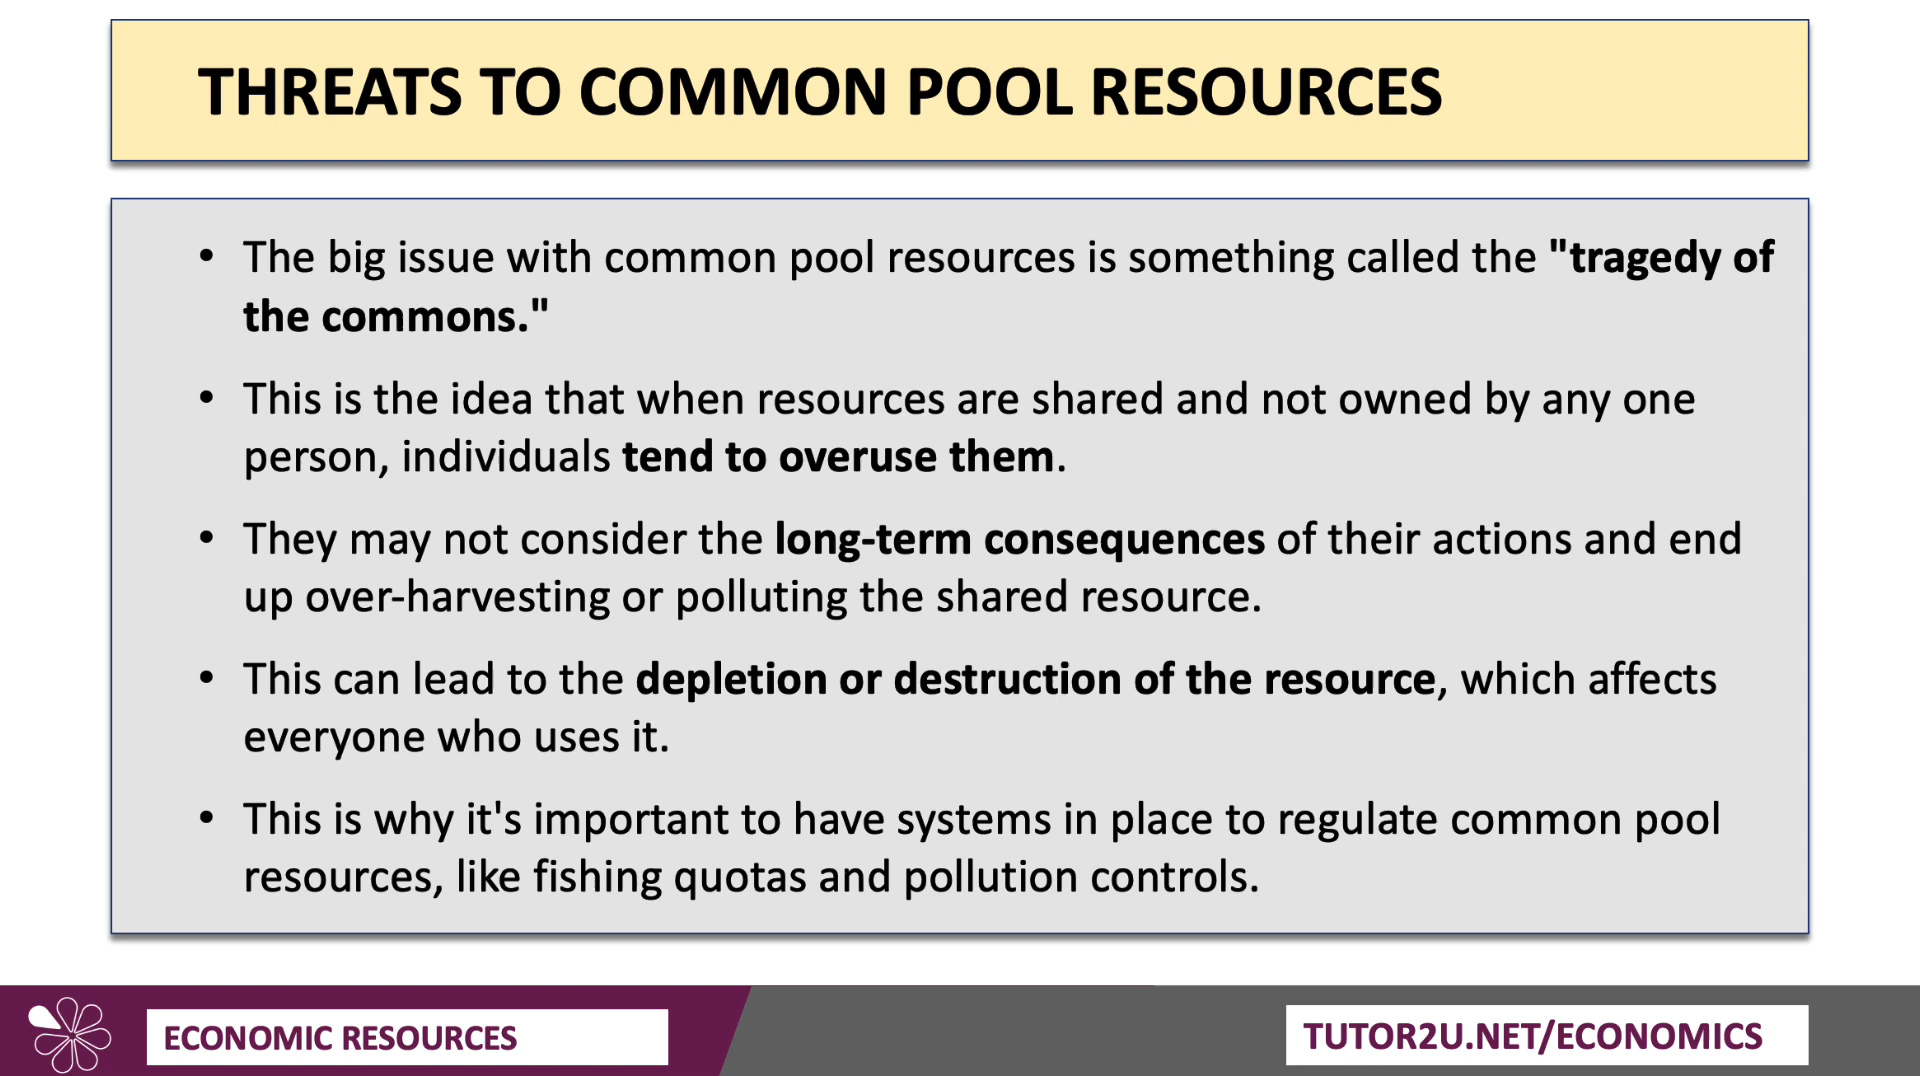 THREATS TO COMMON POOL RESOURCES
• The big issue with common pool resources is something called the "tragedy of
the commons."
• This is the idea that when resources are shared and not owned by any one
person, individuals tend to overuse them.
• They may not consider the long-term consequences of their actions and end
up over-harvesting or polluting the shared resource.
• This can lead to the depletion or destruction of the resource, which affects
everyone who uses it.
• This is why it's important to have systems in place to regulate common pool
resources, like fishing quotas and pollution controls.
ECONOMIC RESOURCES
TUTOR2U.NET/ECONOMICS